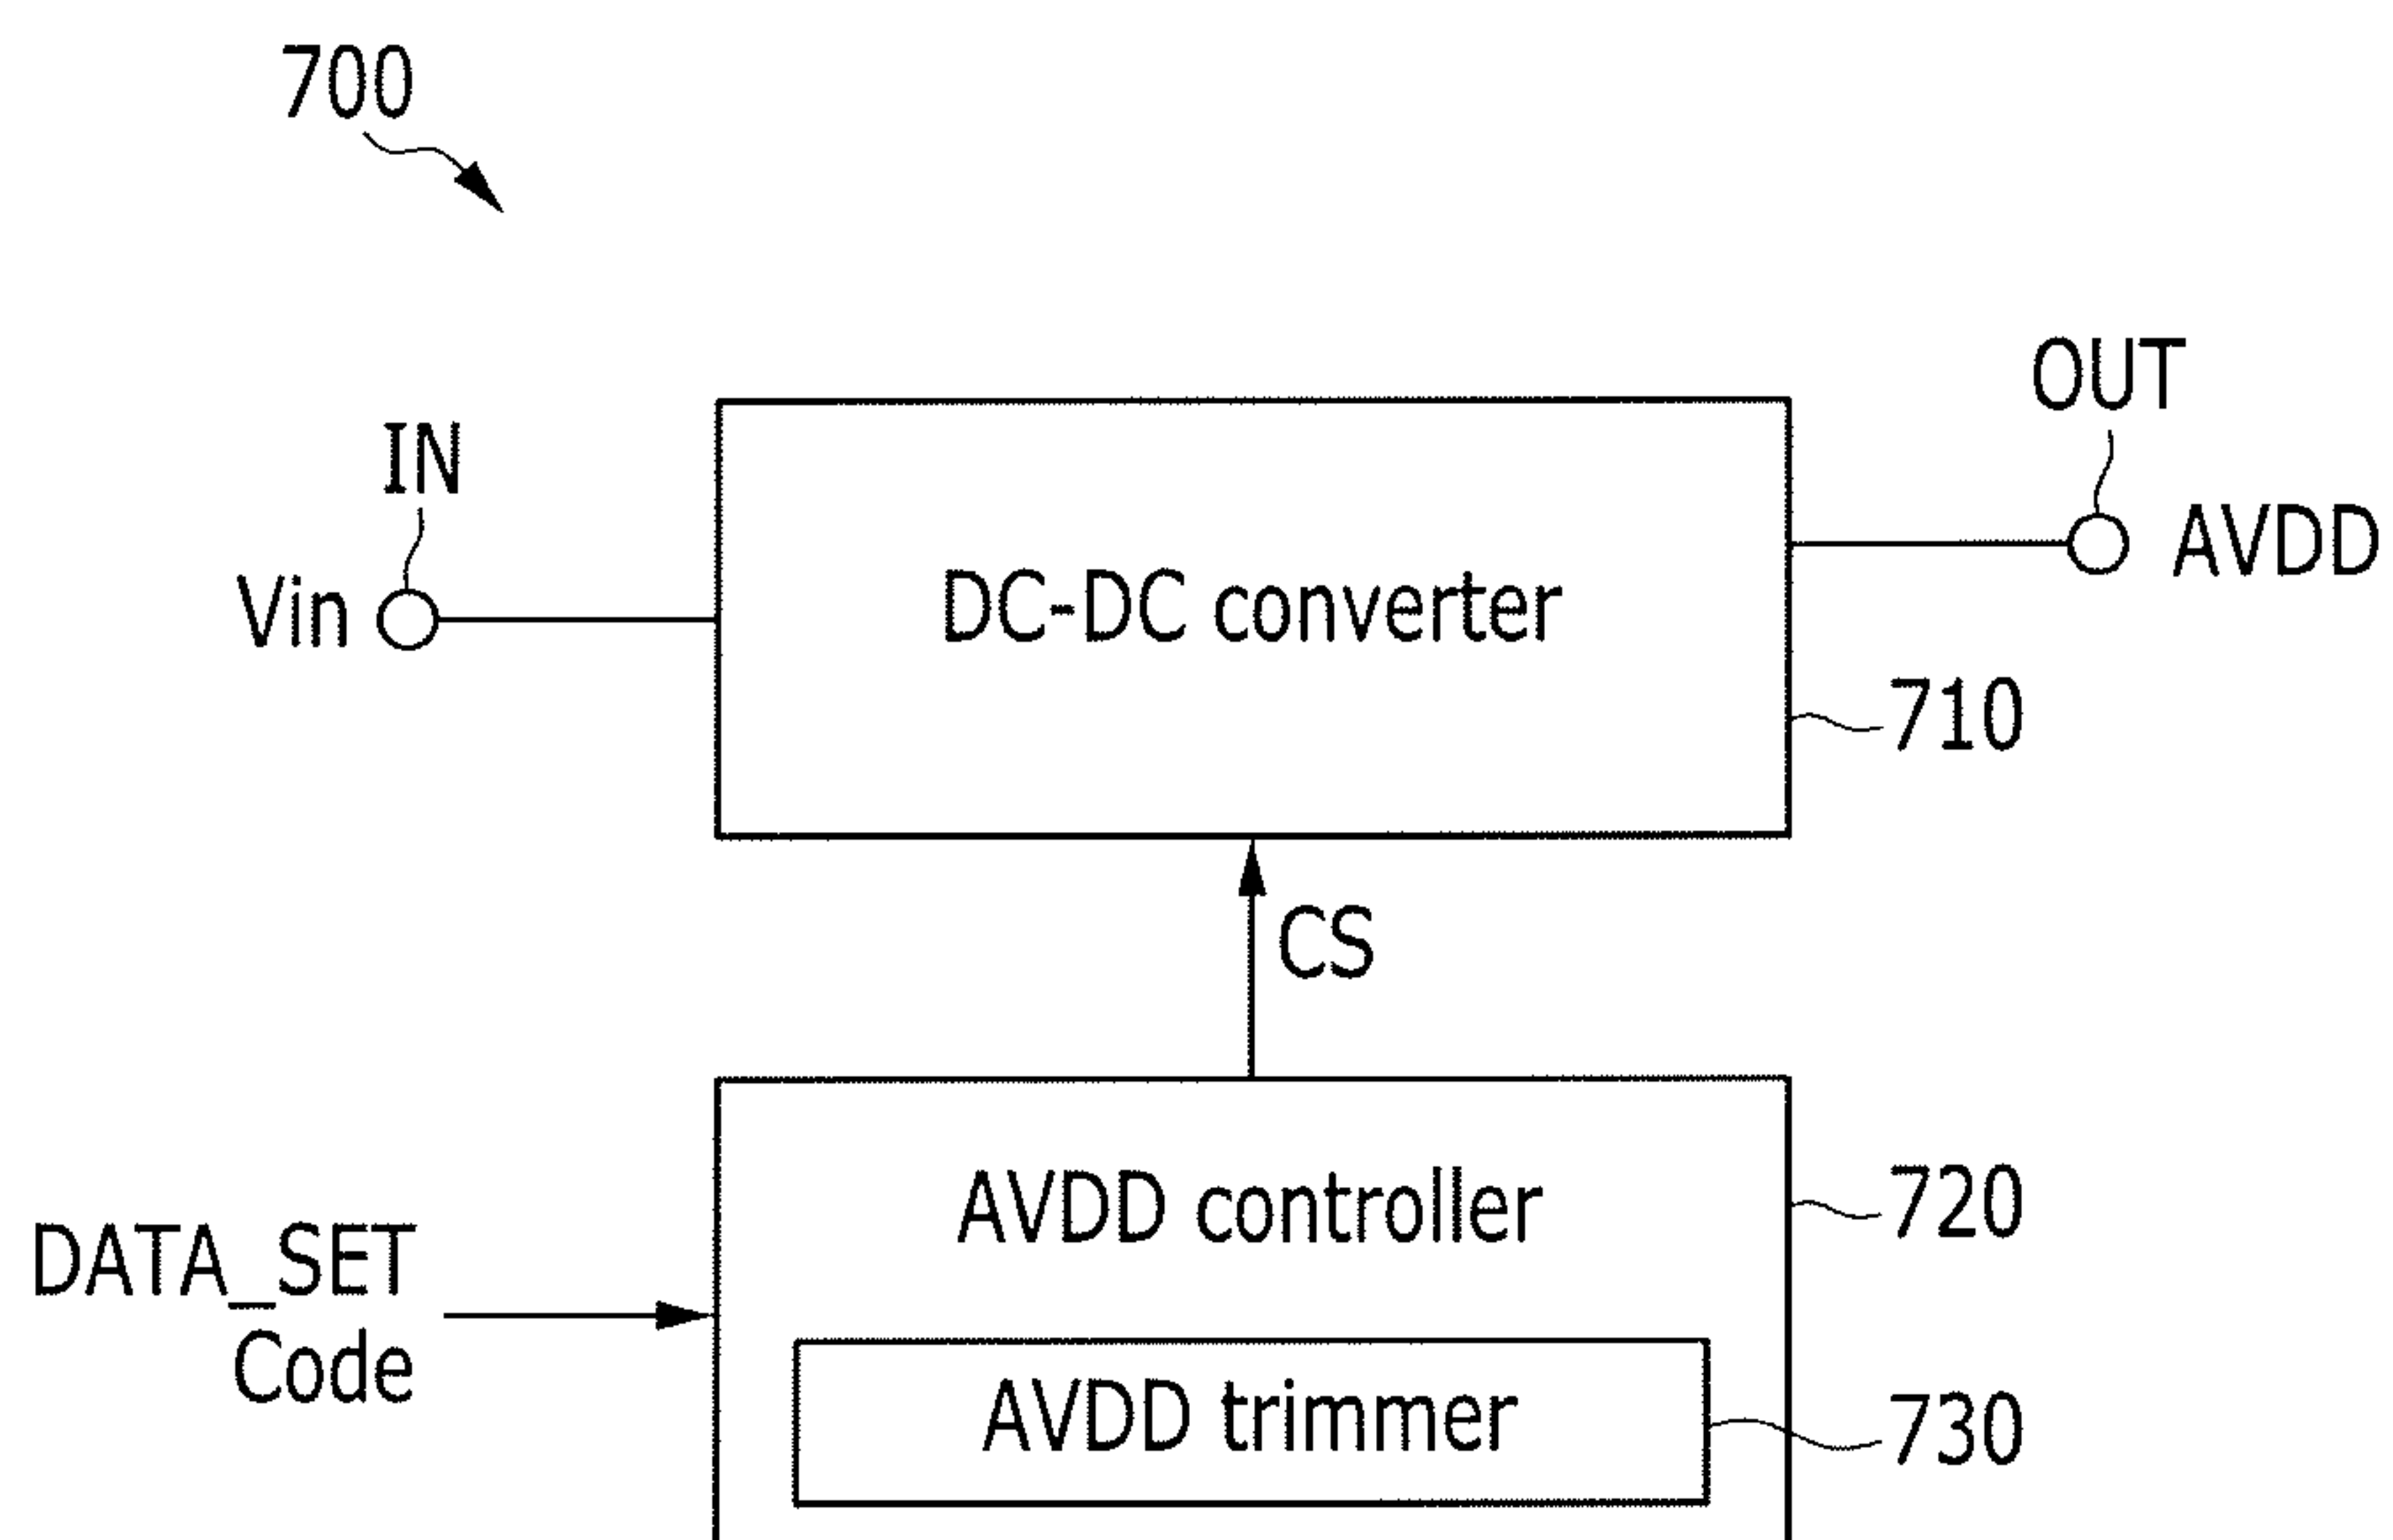 700
OUT
IN
AVDD
Vin
DC-DC converter
710
CS
AVDD controller
720
DATA_SET
Code
AVDD trimmer
730